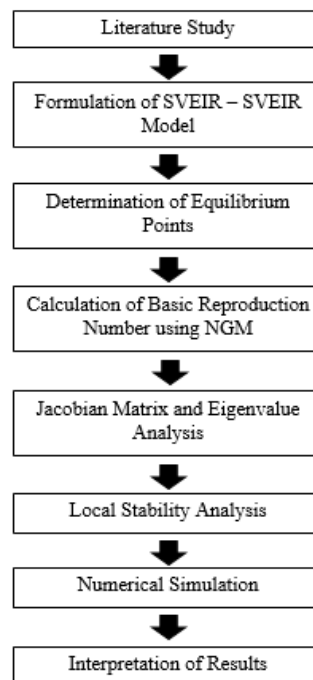 Literature Study
Formulation of SVEIR – SVEIR
Model
Determination of Equilibrium
Points
Calculation of Basic Reproduction
Number using NGM
Jacobian Matrix and Eigenvalue
Analysis
Local Stability Analysis
Numerical Simulation
Interpretation of Results